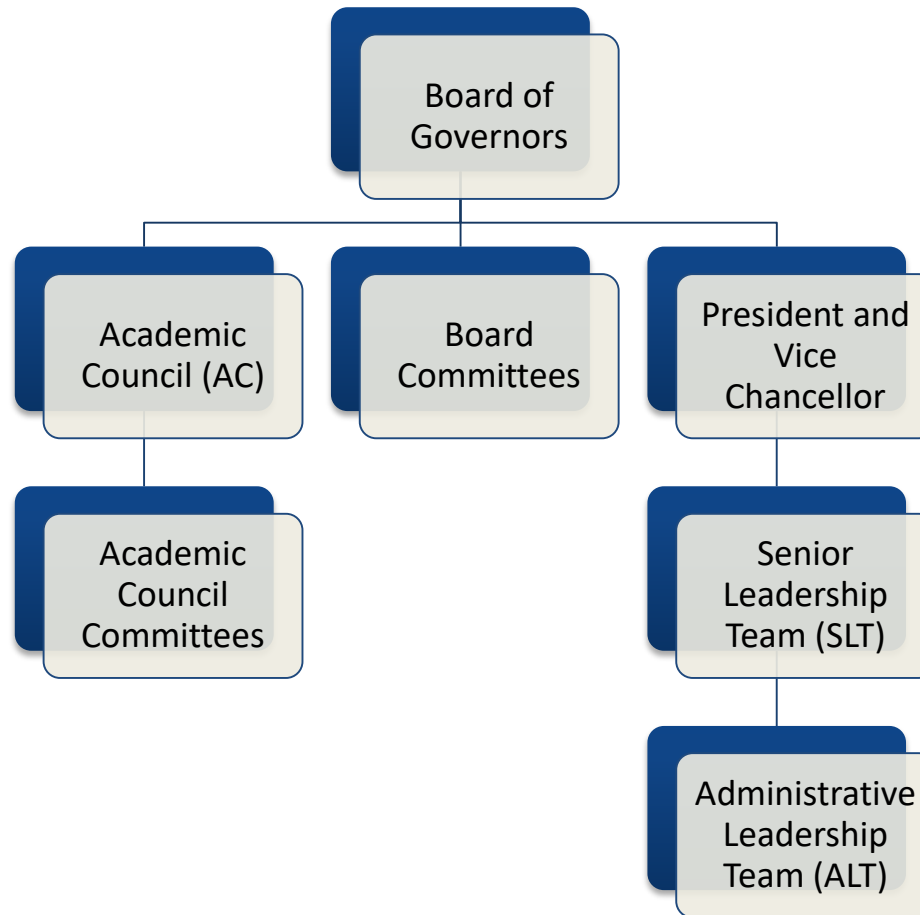 Board of
Governors
Academic
Council (AC)
Board
Committees
President and
Vice
Chancellor
Academic
Council
Committees
Senior
Leadership
Team (SLT)
Administrative
Leadership
Team (ALT)